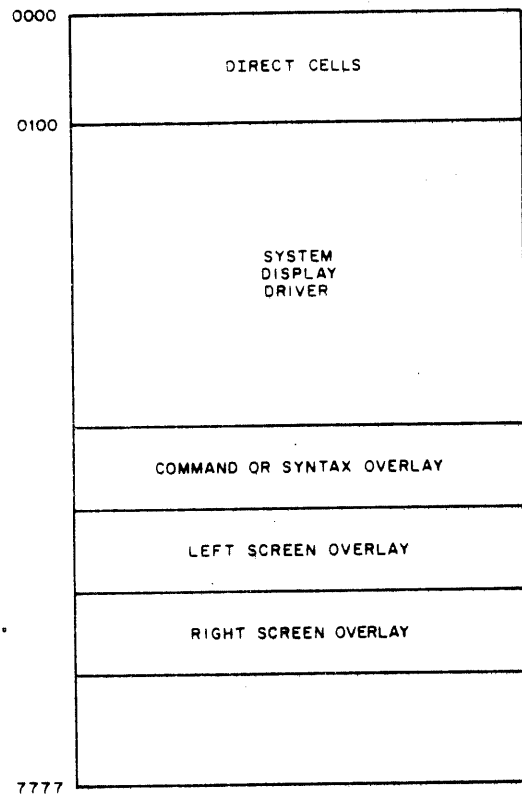 0000
DIRECT CELLS
0100
SYSTEM
DISPLAY
DRIVER
COMMAND OR SYNTAX OVERLAY
LEFT SCREEN OVERLAY
RIGHT SCREEN OVERLAY
7777